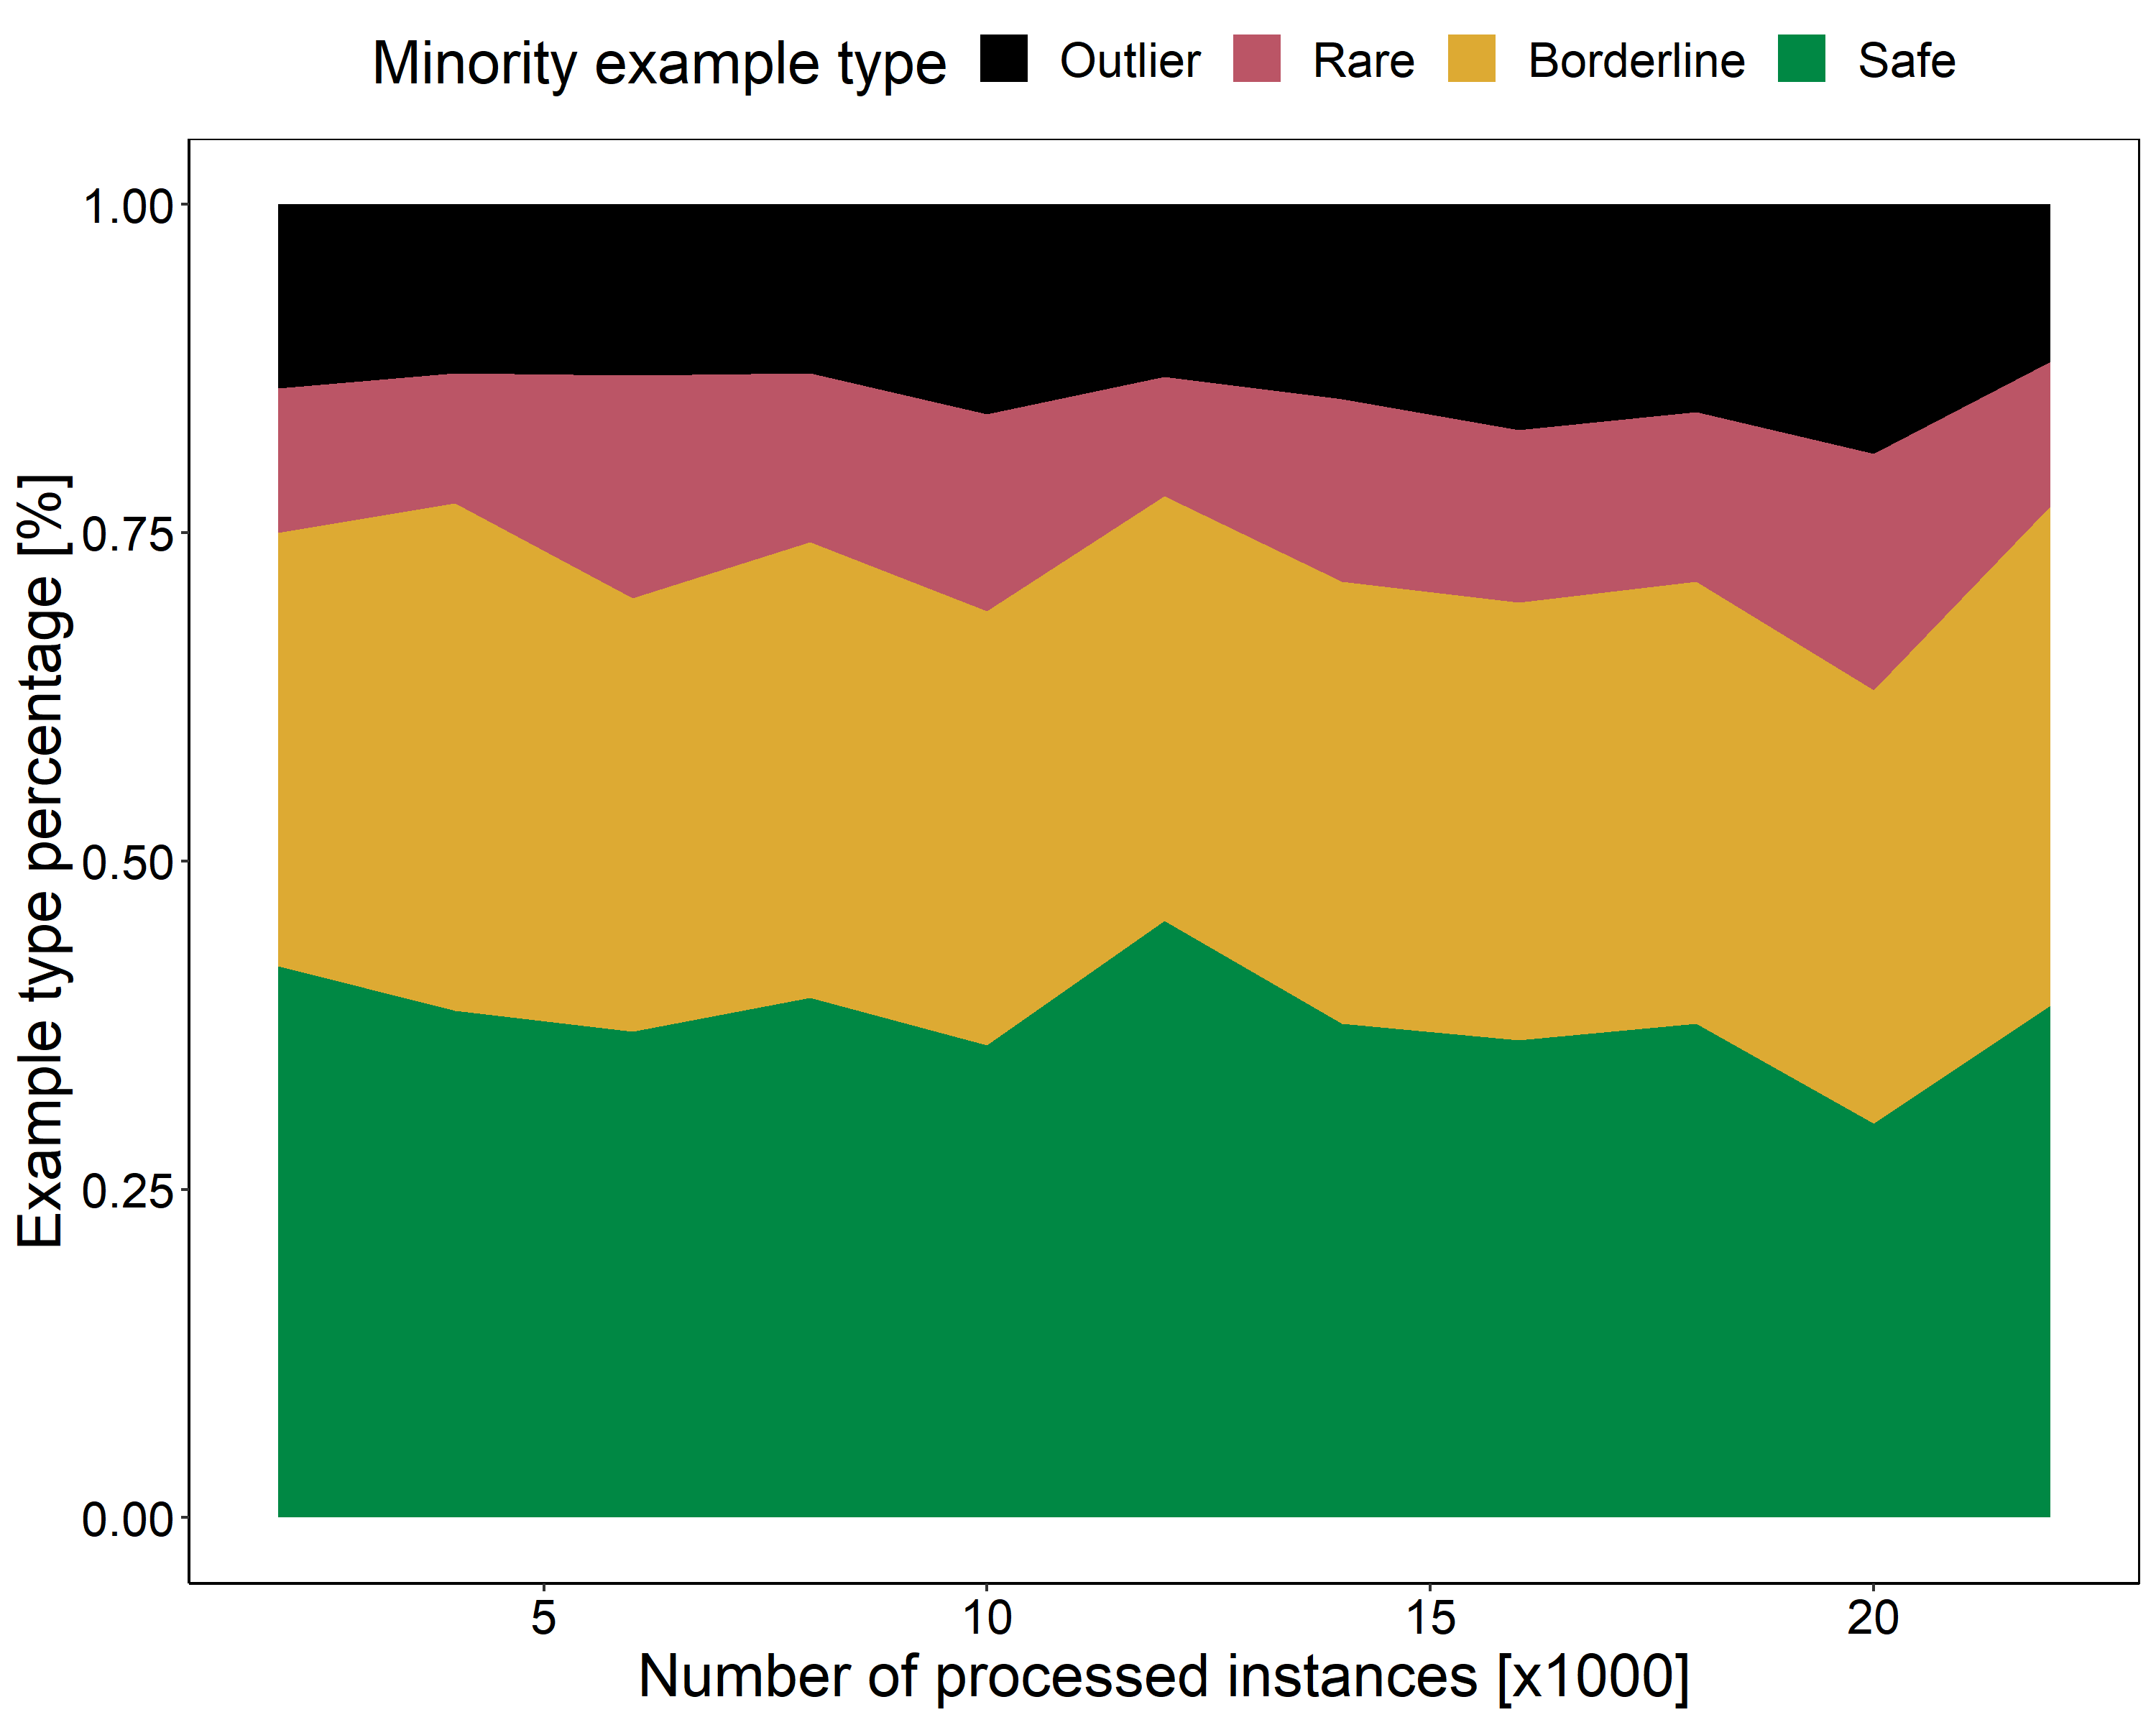 Minority example type Outlier Rare Borderline Safe
1.00
0.75
0.50
0.25
0.00
Example type percentage [%]
5 10 15 20
Number of processed instances [x1000]